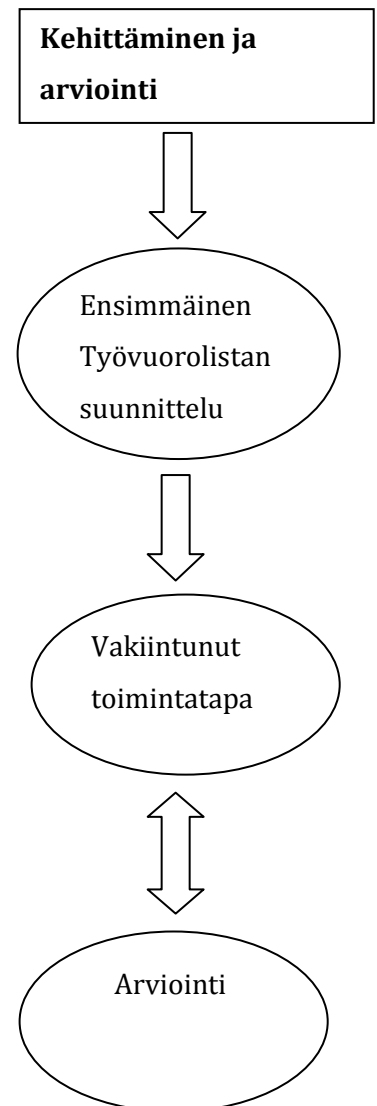 Kehittäminen ja
arviointi
Ensimmäinen
Työvuorolistan
suunnittelu
Vakiintunut
toimintatapa
Arviointi